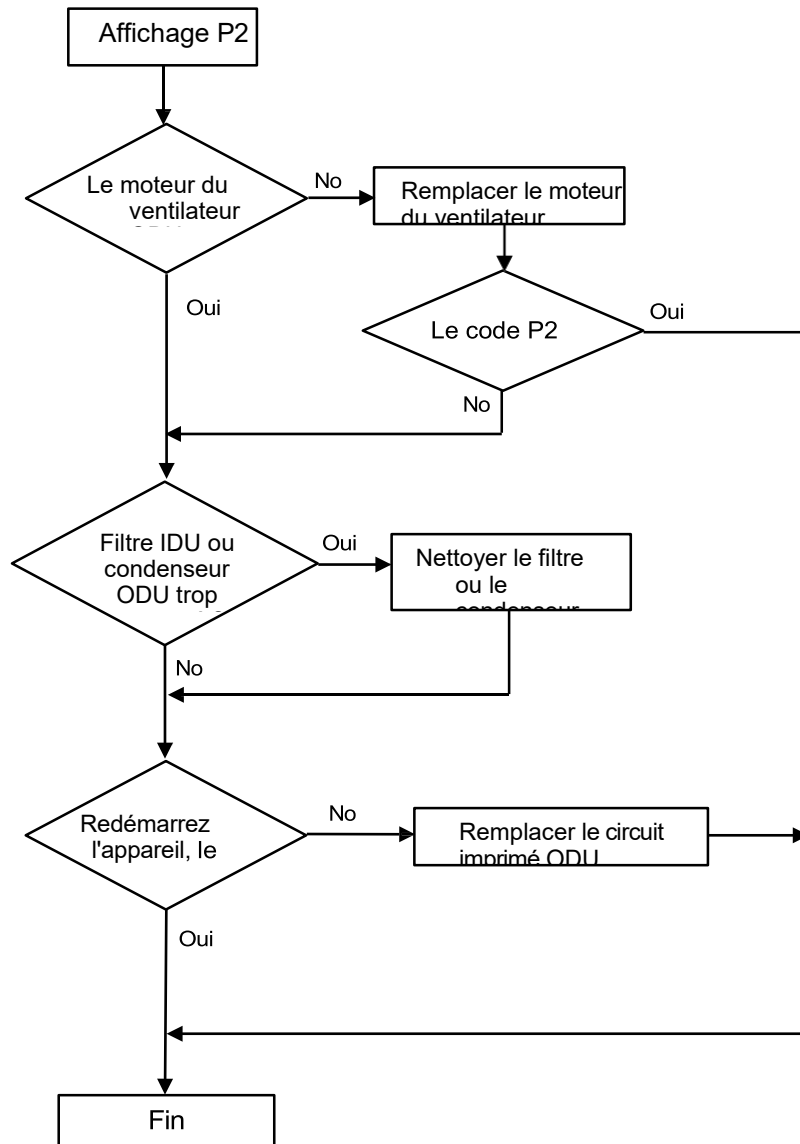 Affichage P2
Le moteur du
ventilateur
No
Remplacer le moteur
du ventilateur
Oui
Le code P2
Oui
No
Filtre IDU ou
condenseur
ODU trop
Oui
Nettoyer le filtre
ou le
condenseur
No
Redémarrez
l'appareil, le
No
Remplacer le circuit
imprimé ODU
Oui
Fin